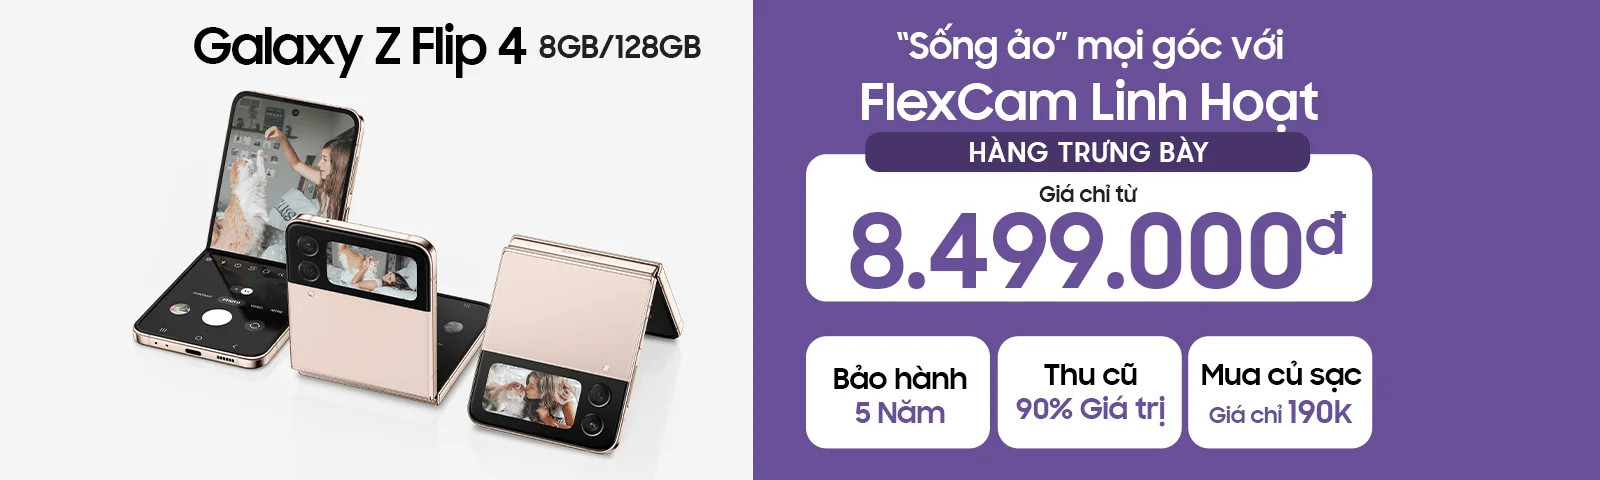 Galaxy Z Flip 4 8GB/128GB
“Sống ảo” mọi góc với
FlexCam Linh Hoạt
HÀNG TRƯNG BÀY
Giá chỉ từ
8.499.000đ
Bảo hành
5 Năm
Thu cũ
90% Giá trị
Mua củ sạc
Giá chỉ 190k